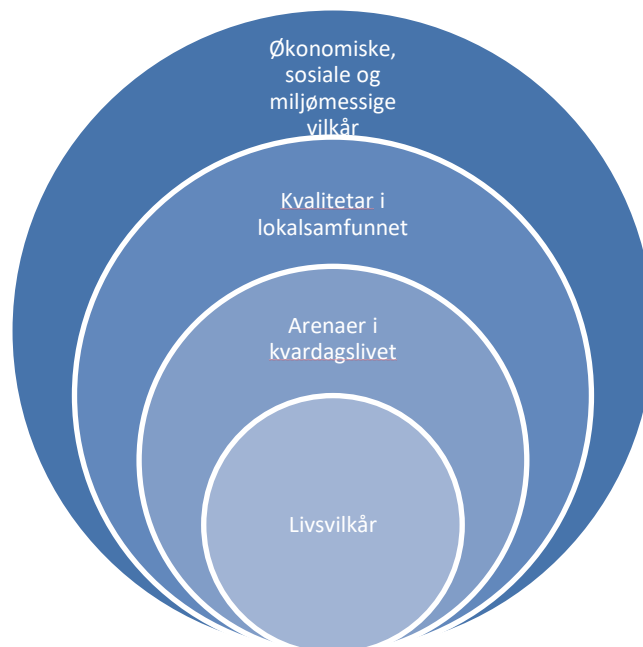 Økonomiske,
sosiale og
miljømessige
vilkår
Kvalitetar i
lokalsamfunnet
Arenaer i
kvardagslivet
Livsvilkår